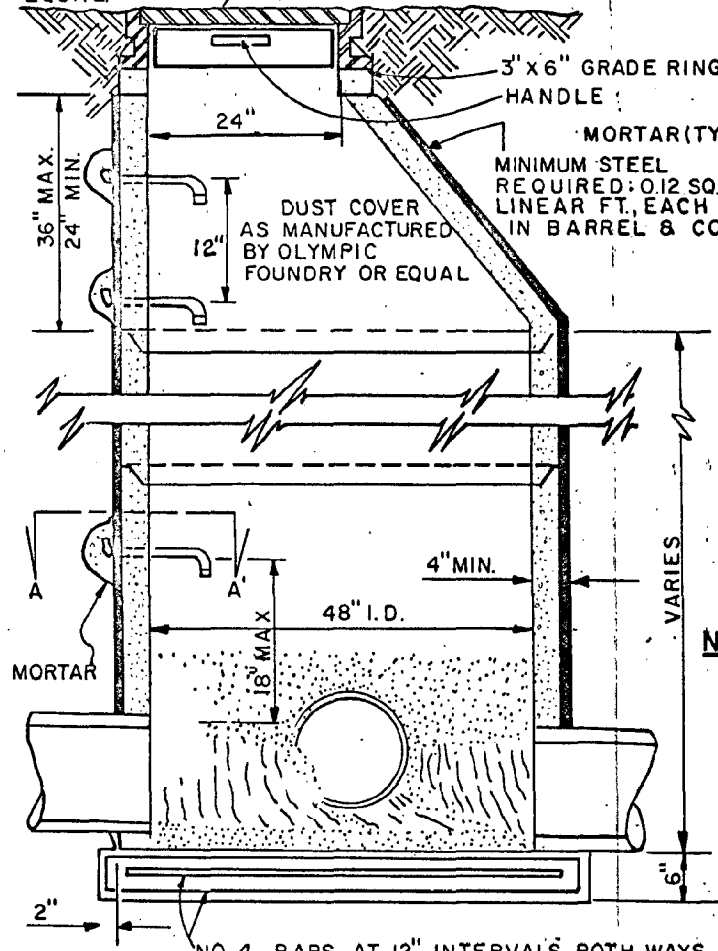 3" X 6" GRADE RING
HANDLE
24"
MORTAR (TY
MINIMUM STEEL
REQUIRED: 0.12 SQ.
LINEAR FT., EACH
IN BARREL & CO
36" MAX.
24" MIN.
12"
DUST COVER
AS MANUFACTURED
BY OLYMPIC
FOUNDRY OR EQUAL
A
A'
4" MIN.
VARIES
48" I.D.
18" MAX
MORTAR
N
6"
2"
NO. 4 BARS AT 12" INTERVALS BOTH WAYS